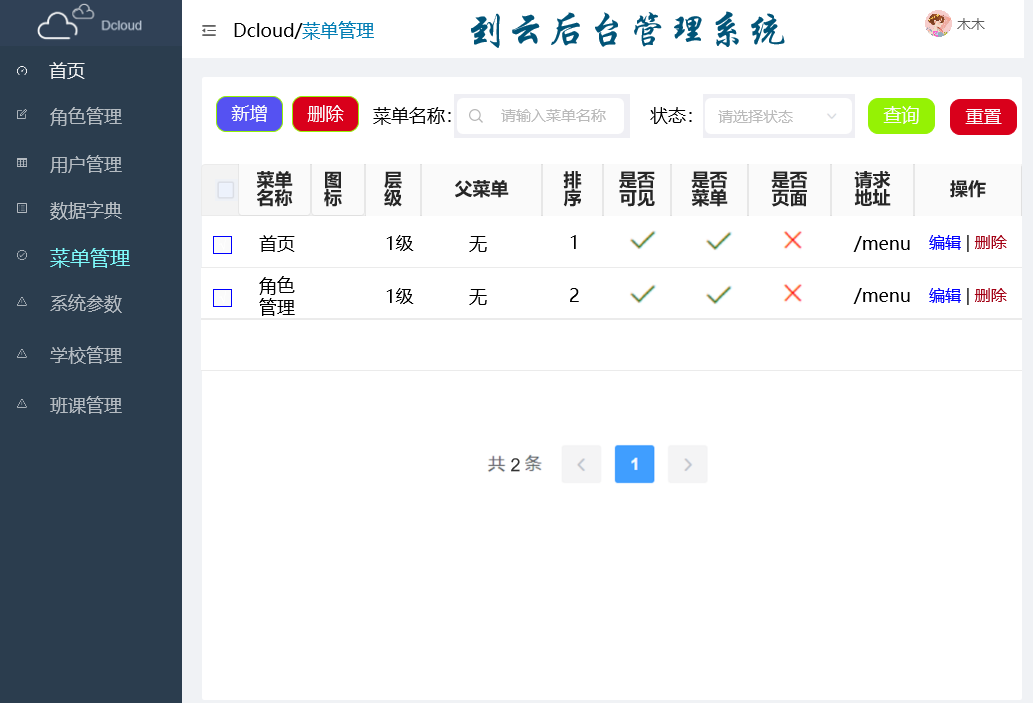 Dcloud
首页
角色管理
用户管理
数据字典
菜单管理
系统参数
学校管理
班课管理
Dcloud/菜单管理
到云后台管理系统
木木
新增 删除 菜单名称: 请输入菜单名称 状态: 请选择状态 查询 重置
菜单名称 图标 层级 父菜单 排序 是否可见 是否菜单 是否页面 请求地址 操作
首页 1级 无 1 /menu 编辑 | 删除
角色管理 1级 无 2 /menu 编辑 | 删除
共 2 条 1